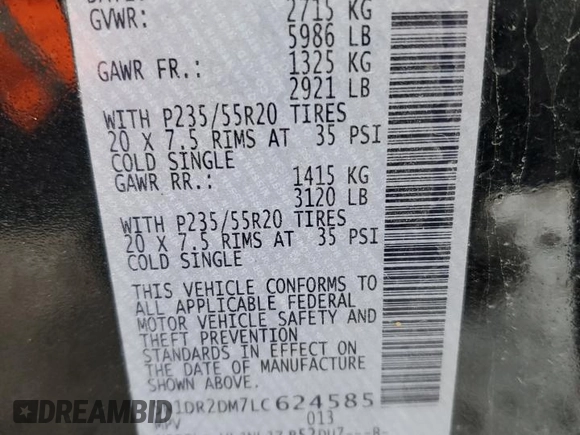 GVWR: 2715 KG
5986 LB
GAWR FR.: 1325 KG
2921 LB
WITH P235/55R20 TIRES
20 X 7.5 RIMS AT 35 PSI
COLD SINGLE
GAWR RR.: 1415 KG
3120 LB
WITH P235/55R20 TIRES
20 X 7.5 RIMS AT 35 PSI
COLD SINGLE
THIS VEHICLE CONFORMS TO
ALL APPLICABLE FEDERAL
MOTOR VEHICLE SAFETY AND
THEFT PREVENTION
STANDARDS IN EFFECT ON
THE DATE OF MANUFACTURE
1DR2DM7LC624585
MPV 013